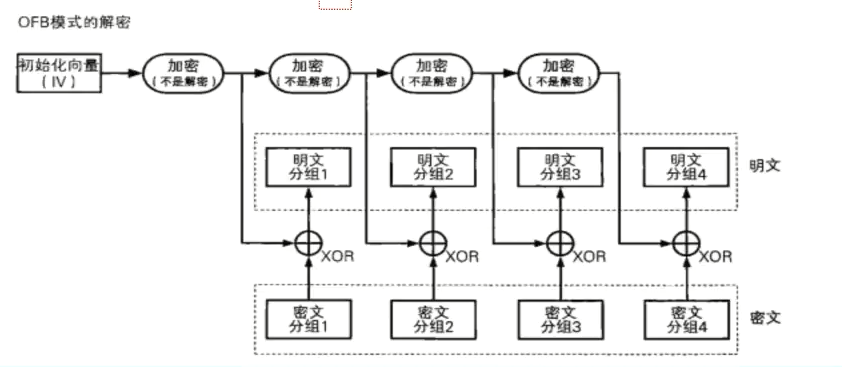 OFB模式的解密
初始化向量
(IV)
加密
(不是解密)
加密
(不是解密)
加密
(不是解密)
加密
(不是解密)
明文
分组1
明文
分组2
明文
分组3
明文
分组4
明文
XOR
XOR
XOR
XOR
密文
分组1
密文
分组2
密文
分组3
密文
分组4
密文